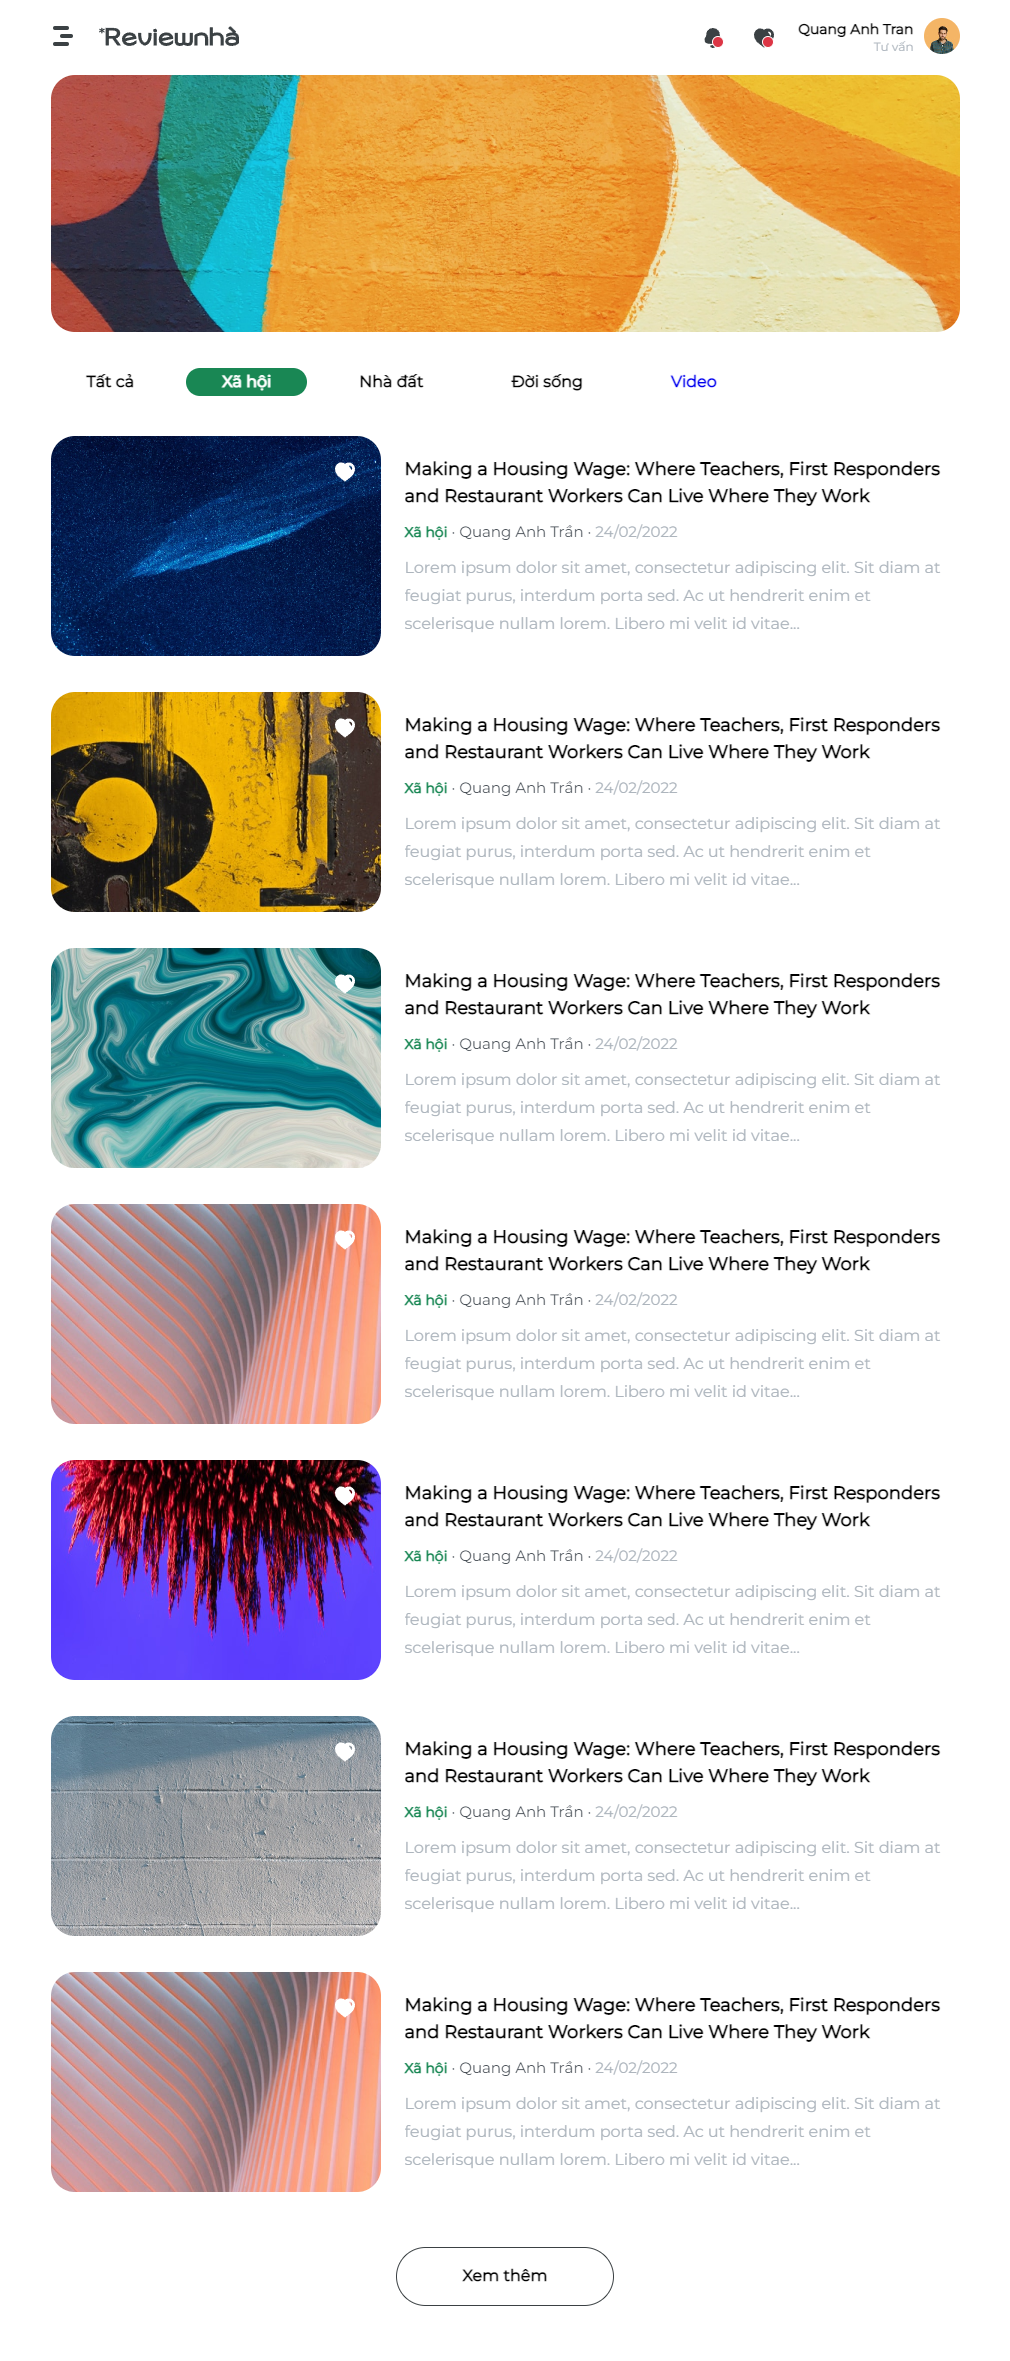 *Reviewnhà
Quang Anh Tran
Tư vấn
Tất cả
Xã hội
Nhà đất
Đời sống
Video
Making a Housing Wage: Where Teachers, First Responders
and Restaurant Workers Can Live Where They Work
Xã hội · Quang Anh Trần · 24/02/2022
Lorem ipsum dolor sit amet, consectetur adipiscing elit. Sit diam at
feugiat purus, interdum porta sed. Ac ut hendrerit enim et
scelerisque nullam lorem. Libero mi velit id vitae...
Making a Housing Wage: Where Teachers, First Responders
and Restaurant Workers Can Live Where They Work
Xã hội · Quang Anh Trần · 24/02/2022
Lorem ipsum dolor sit amet, consectetur adipiscing elit. Sit diam at
feugiat purus, interdum porta sed. Ac ut hendrerit enim et
scelerisque nullam lorem. Libero mi velit id vitae...
Making a Housing Wage: Where Teachers, First Responders
and Restaurant Workers Can Live Where They Work
Xã hội · Quang Anh Trần · 24/02/2022
Lorem ipsum dolor sit amet, consectetur adipiscing elit. Sit diam at
feugiat purus, interdum porta sed. Ac ut hendrerit enim et
scelerisque nullam lorem. Libero mi velit id vitae...
Making a Housing Wage: Where Teachers, First Responders
and Restaurant Workers Can Live Where They Work
Xã hội · Quang Anh Trần · 24/02/2022
Lorem ipsum dolor sit amet, consectetur adipiscing elit. Sit diam at
feugiat purus, interdum porta sed. Ac ut hendrerit enim et
scelerisque nullam lorem. Libero mi velit id vitae...
Making a Housing Wage: Where Teachers, First Responders
and Restaurant Workers Can Live Where They Work
Xã hội · Quang Anh Trần · 24/02/2022
Lorem ipsum dolor sit amet, consectetur adipiscing elit. Sit diam at
feugiat purus, interdum porta sed. Ac ut hendrerit enim et
scelerisque nullam lorem. Libero mi velit id vitae...
Making a Housing Wage: Where Teachers, First Responders
and Restaurant Workers Can Live Where They Work
Xã hội · Quang Anh Trần · 24/02/2022
Lorem ipsum dolor sit amet, consectetur adipiscing elit. Sit diam at
feugiat purus, interdum porta sed. Ac ut hendrerit enim et
scelerisque nullam lorem. Libero mi velit id vitae...
Making a Housing Wage: Where Teachers, First Responders
and Restaurant Workers Can Live Where They Work
Xã hội · Quang Anh Trần · 24/02/2022
Lorem ipsum dolor sit amet, consectetur adipiscing elit. Sit diam at
feugiat purus, interdum porta sed. Ac ut hendrerit enim et
scelerisque nullam lorem. Libero mi velit id vitae...
Xem thêm